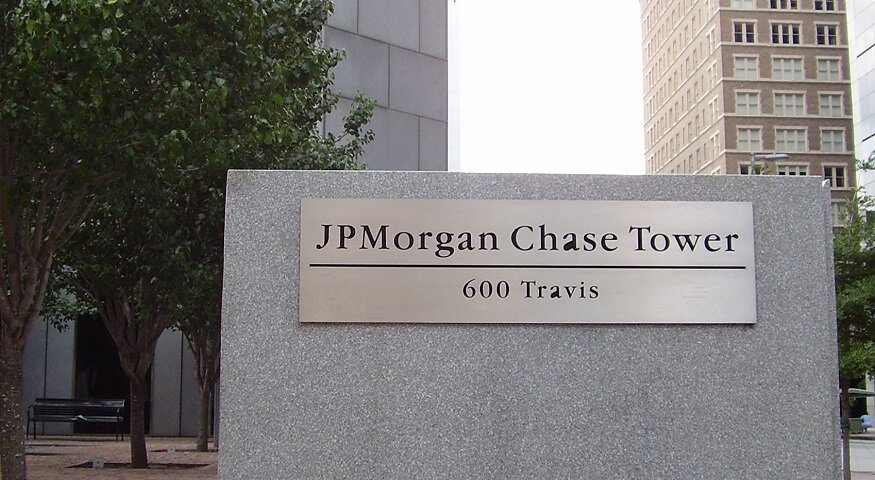 JPMorgan Chase Tower
600 Travis